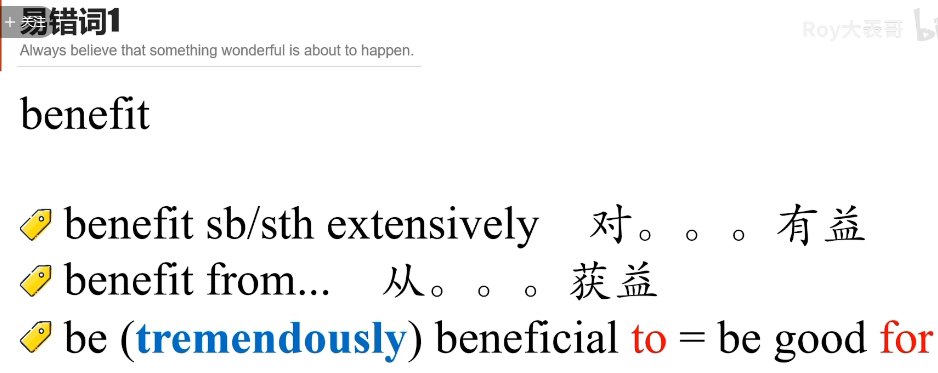 + 关注
易错词1
Roy大表哥
Always believe that something wonderful is about to happen.
benefit
benefit sb/sth extensively 对。。。有益
benefit from... 从。。。获益
be (tremendously) beneficial to = be good for